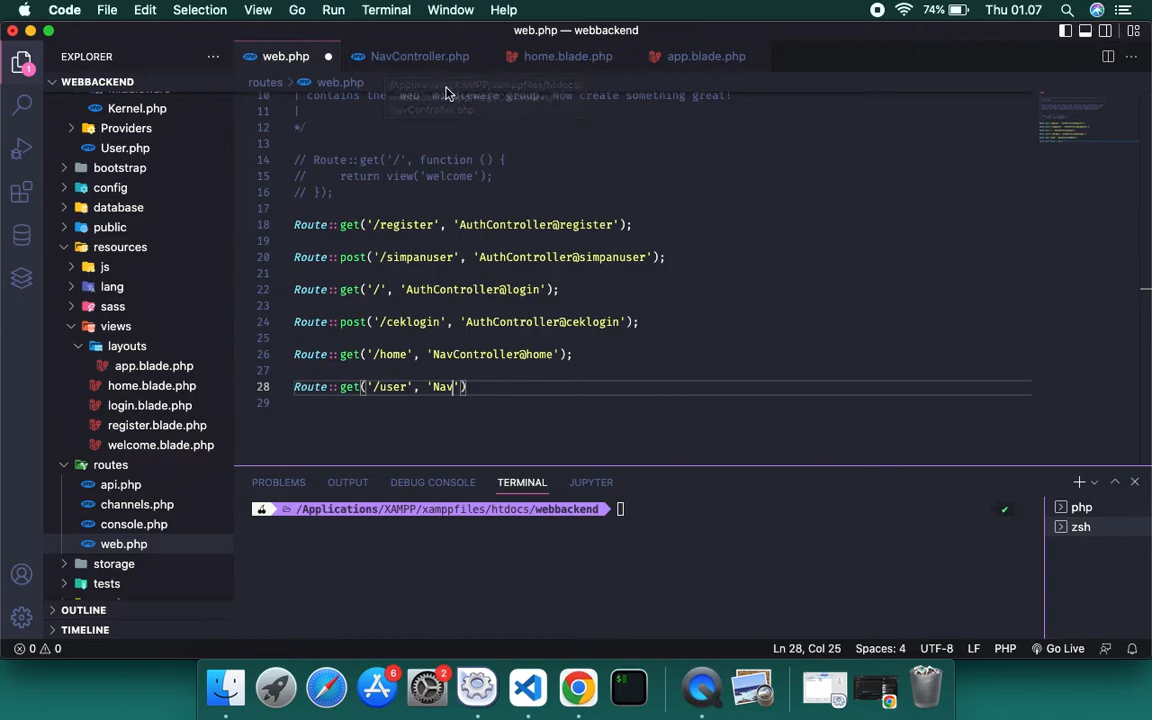 Code File Edit Selection View Go Run Terminal Window Help 74% Thu 01.07
web.php — webbackend
EXPLORER
web.php NavController.php home.blade.php app.blade.php
WEBBACKEND
routes > web.php
Kernel.php
Providers
User.php
bootstrap
config
database
public
resources
js
lang
sass
views
layouts
app.blade.php
home.blade.php
login.blade.php
register.blade.php
welcome.blade.php
routes
api.php
channels.php
console.php
web.php
storage
tests
OUTLINE
TIMELINE
10 | contains the "web" middleware group. Now create something great!
11 |
12 */
13
14 // Route::get('/', function () {
15 // return view('welcome');
16 // });
17
18 Route::get('/register', 'AuthController@register');
19
20 Route::post('/simpanuser', 'AuthController@simpanuser');
21
22 Route::get('/', 'AuthController@login');
23
24 Route::post('/ceklogin', 'AuthController@ceklogin');
25
26 Route::get('/home', 'NavController@home');
27
28 Route::get('/user', 'Nav')
29
PROBLEMS OUTPUT DEBUG CONSOLE TERMINAL JUPYTER
/Applications/XAMPP/xamppfiles/htdocs/webbackend
php
zsh
0 0 Ln 28, Col 25 Spaces: 4 UTF-8 LF PHP Go Live
6 2
1